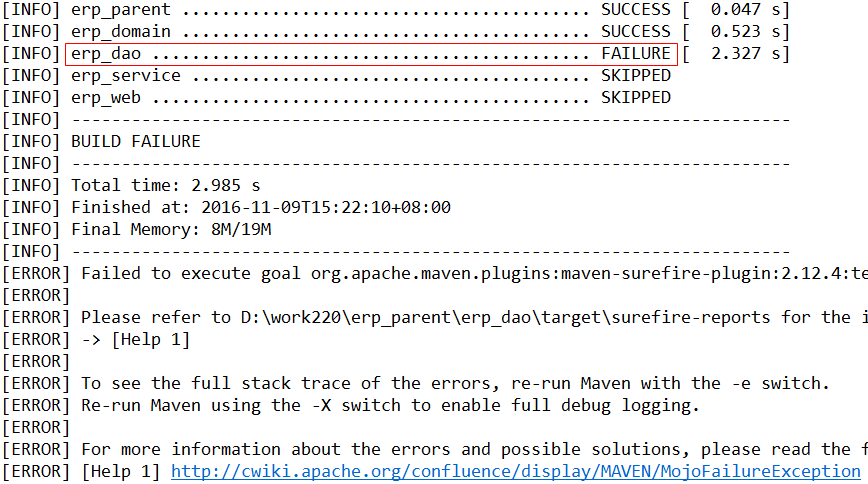 [INFO] erp_parent ......................................... SUCCESS [  0.047 s]
[INFO] erp_domain ......................................... SUCCESS [  0.523 s]
[INFO] erp_dao ............................................ FAILURE [  2.327 s]
[INFO] erp_service ........................................ SKIPPED
[INFO] erp_web ............................................ SKIPPED
[INFO] ------------------------------------------------------------------------
[INFO] BUILD FAILURE
[INFO] ------------------------------------------------------------------------
[INFO] Total time: 2.985 s
[INFO] Finished at: 2016-11-09T15:22:10+08:00
[INFO] Final Memory: 8M/19M
[INFO] ------------------------------------------------------------------------
[ERROR] Failed to execute goal org.apache.maven.plugins:maven-surefire-plugin:2.12.4:te
[ERROR]
[ERROR] Please refer to D:\work220\erp_parent\erp_dao\target\surefire-reports for the i
[ERROR] -> [Help 1]
[ERROR]
[ERROR] To see the full stack trace of the errors, re-run Maven with the -e switch.
[ERROR] Re-run Maven using the -X switch to enable full debug logging.
[ERROR]
[ERROR] For more information about the errors and possible solutions, please read the f
[ERROR] [Help 1] http://cwiki.apache.org/confluence/display/MAVEN/MojoFailureException